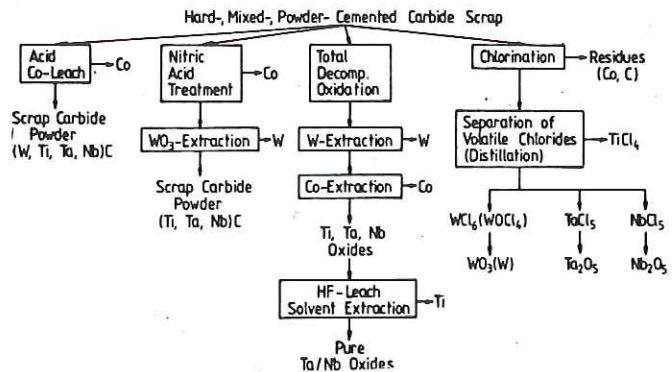 Hard-, Mixed-, Powder- Cemented Carbide Scrap
Acid
Co-Leach
Co
Scrap Carbide
Powder
(W, Ti, Ta, Nb)C
Nitric
Acid
Treatment
Co
WO₃-Extraction
W
Scrap Carbide
Powder
(Ti, Ta, Nb)C
Total
Decomp.
Oxidation
W-Extraction
W
Co-Extraction
Co
Ti, Ta, Nb
Oxides
HF-Leach
Solvent Extraction
Ti
Pure
Ta/Nb Oxides
Chlorination
Residues
(Co, C)
Separation of
Volatile Chlorides
(Distillation)
TiCl₄
WCl₆(WOCl₄)
TaCl₅
NbCl₅
WO₃(W)
Ta₂O₅
Nb₂O₅